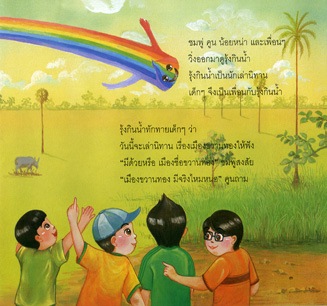 ชมพู่ คูน น้อยหน่า และเพื่อนๆ
วิ่งออกมาดูรุ้งกินน้ำ
รุ้งกินน้ำเป็นนักเล่านิทาน
เด็กๆ จึงเป็นเพื่อนกับรุ้งกินน้ำ
รุ้งกินน้ำทักทายเด็กๆ ว่า
วันนี้จะเล่านิทาน เรื่องเมืองขวานทองให้ฟัง
"มีด้วยหรือ เมืองชื่อขวานทอง" ชมพู่สงสัย
"เมืองขวานทอง มีจริงไหมหนอ" คูนถาม